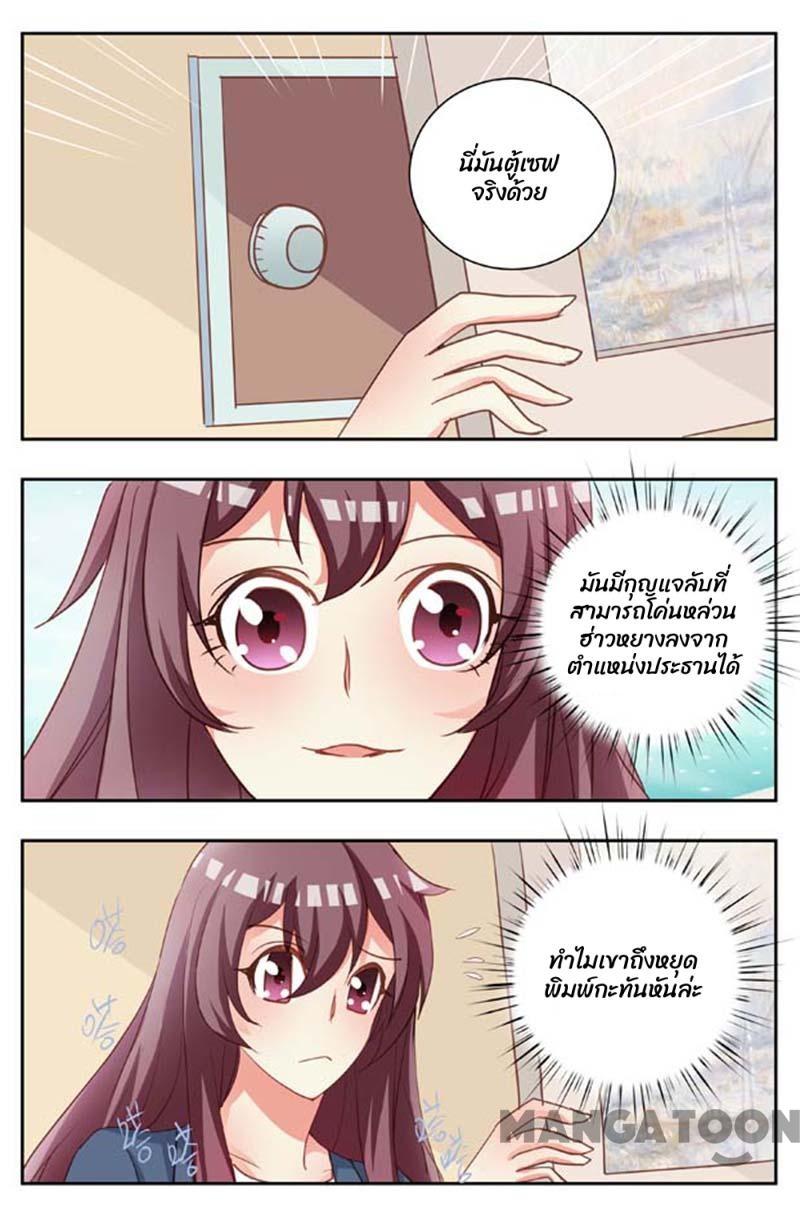 นี่มันตู้เซฟ
จริงด้วย
มันมีกุญแจลับที่
สามารถโค่นหล่วน
ฮ่าวหยางลงจาก
ตำแหน่งประธานได้
ทำไมเขาถึงหยุด
พิมพ์กะทันหันล่ะ
嗒
嗒
嗒
嗒
MANGATOON